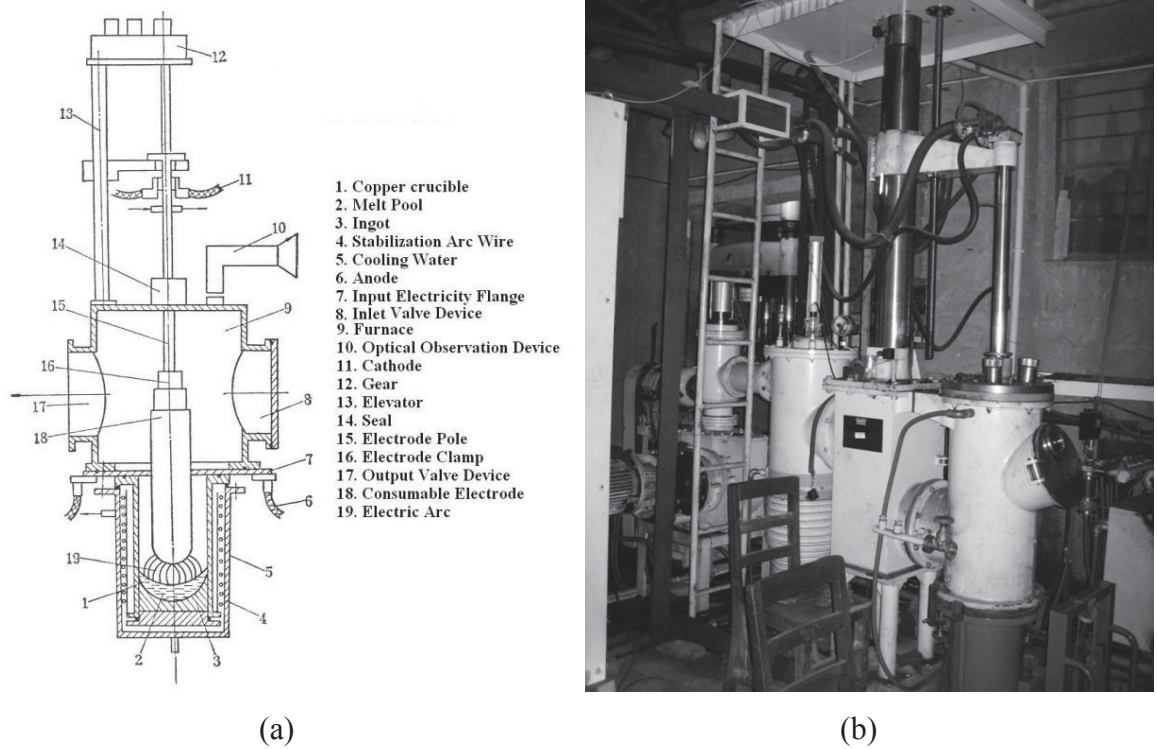 12
13
11
10
14
9
15
16
17
8
18
7
6
19
5
1
4
2
3
1. Copper crucible
2. Melt Pool
3. Ingot
4. Stabilization Arc Wire
5. Cooling Water
6. Anode
7. Input Electricity Flange
8. Inlet Valve Device
9. Furnace
10. Optical Observation Device
11. Cathode
12. Gear
13. Elevator
14. Seal
15. Electrode Pole
16. Electrode Clamp
17. Output Valve Device
18. Consumable Electrode
19. Electric Arc
(a)
(b)